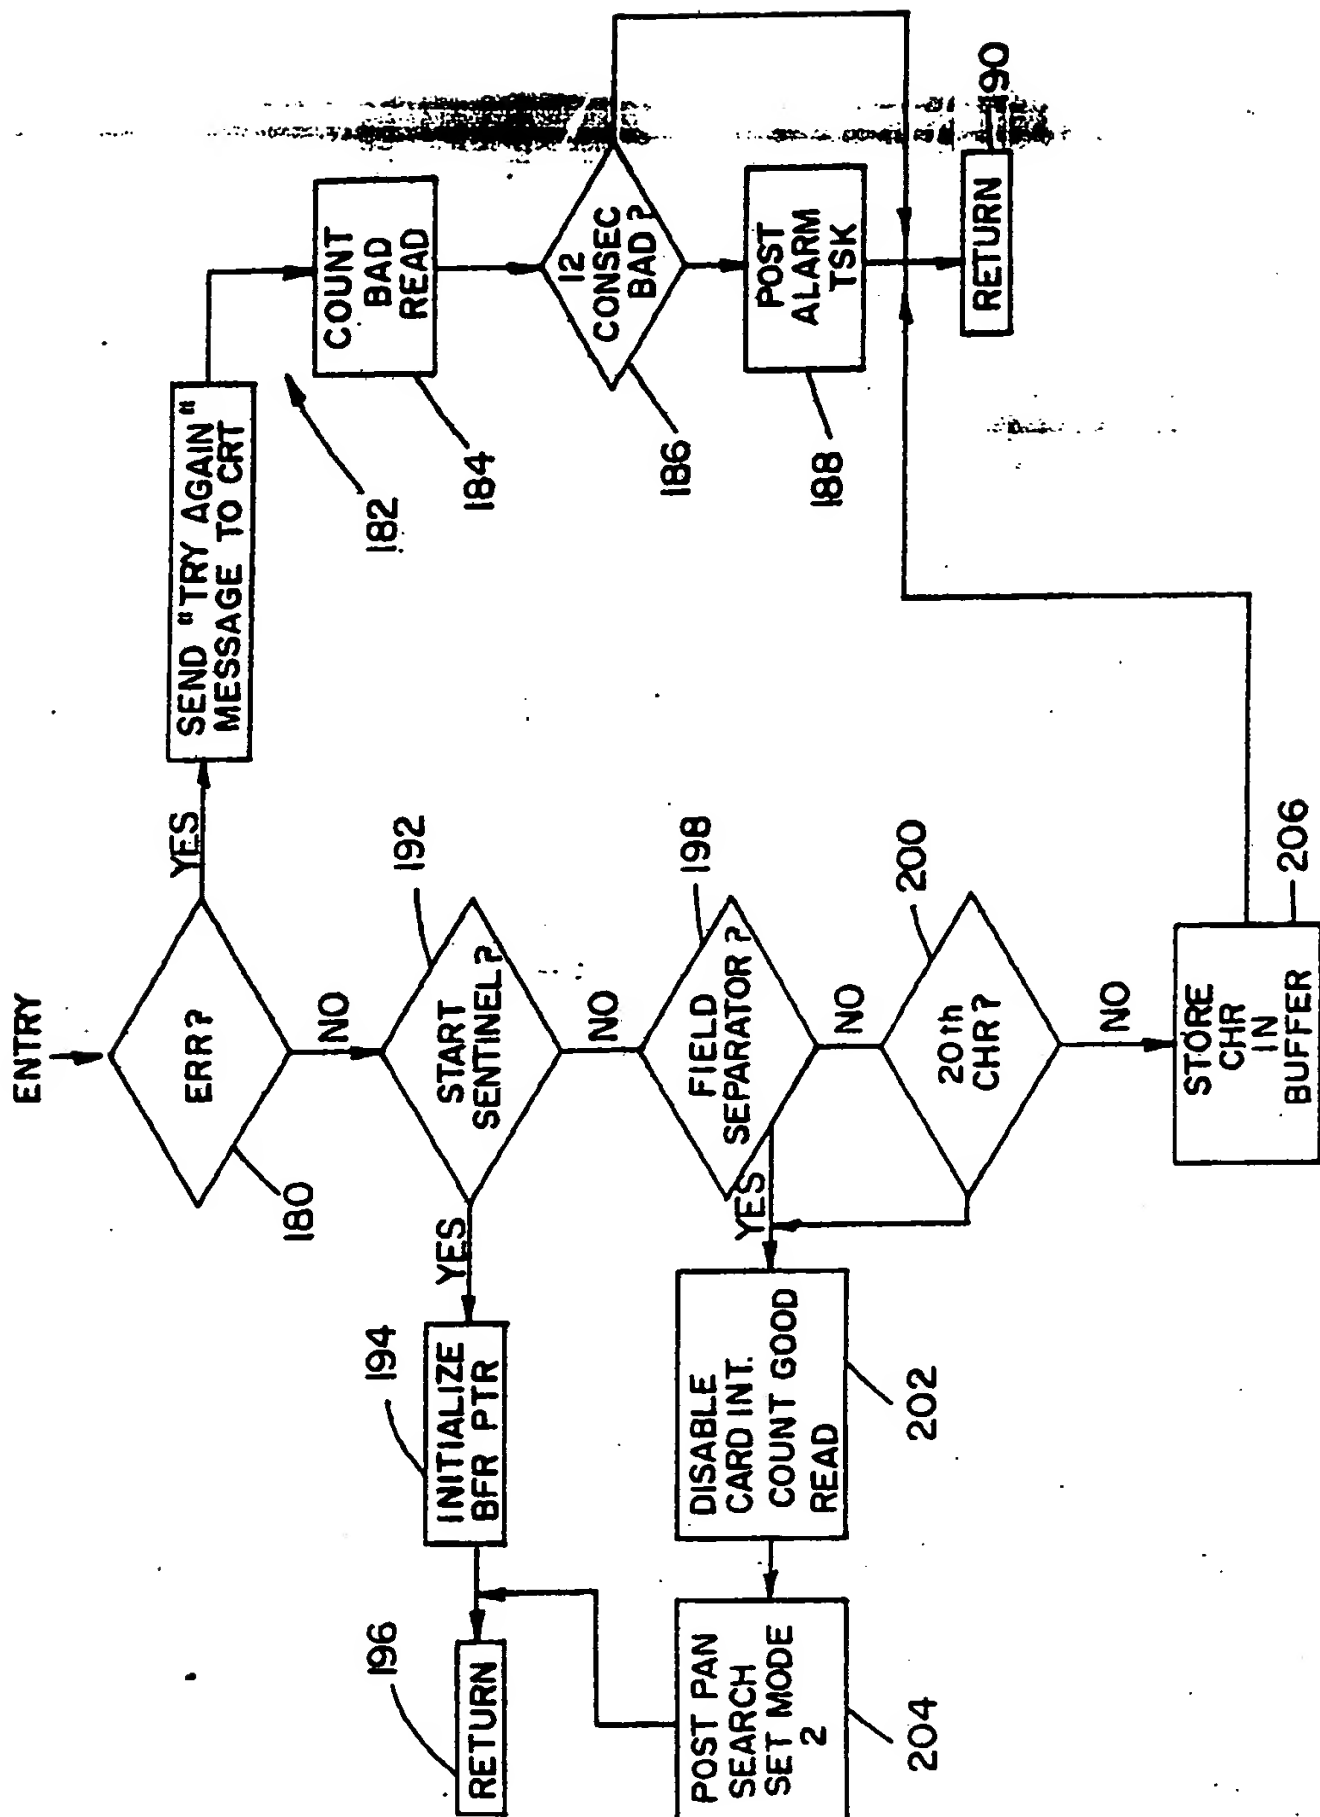 ENTRY
ERR?
180
YES
SEND "TRY AGAIN"
MESSAGE TO CRT
182
COUNT
BAD
READ
184
12
CONSEC
BAD?
186
POST
ALARM
TSK
188
RETURN
190
NO
START
SENTINEL?
192
YES
INITIALIZE
BFR PTR
194
RETURN
196
NO
FIELD
SEPARATOR?
198
YES
DISABLE
CARD INT.
COUNT GOOD
READ
202
POST PAN
SEARCH
SET MODE
2
204
NO
20th
CHR?
200
NO
STORE
CHR
IN
BUFFER
206